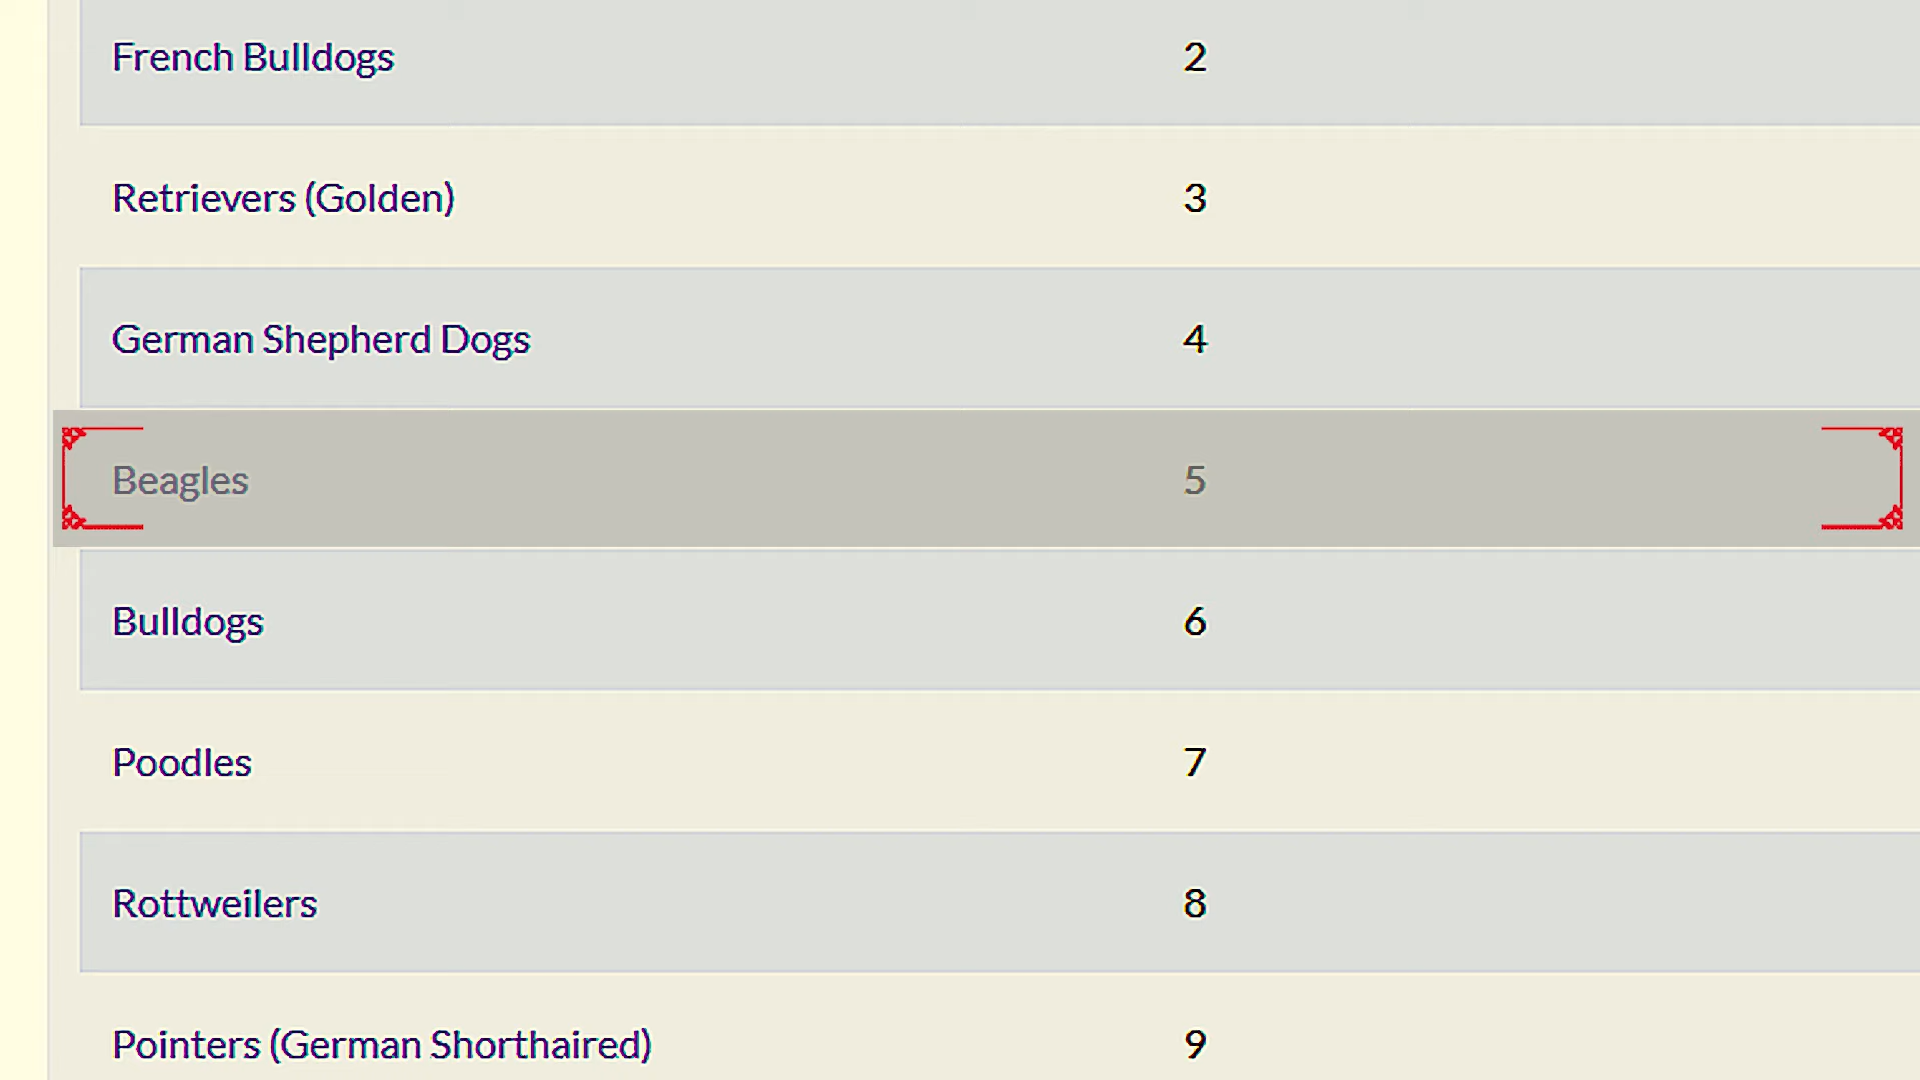 French Bulldogs 2
Retrievers (Golden) 3
German Shepherd Dogs 4
Beagles 5
Bulldogs 6
Poodles 7
Rottweilers 8
Pointers (German Shorthaired) 9